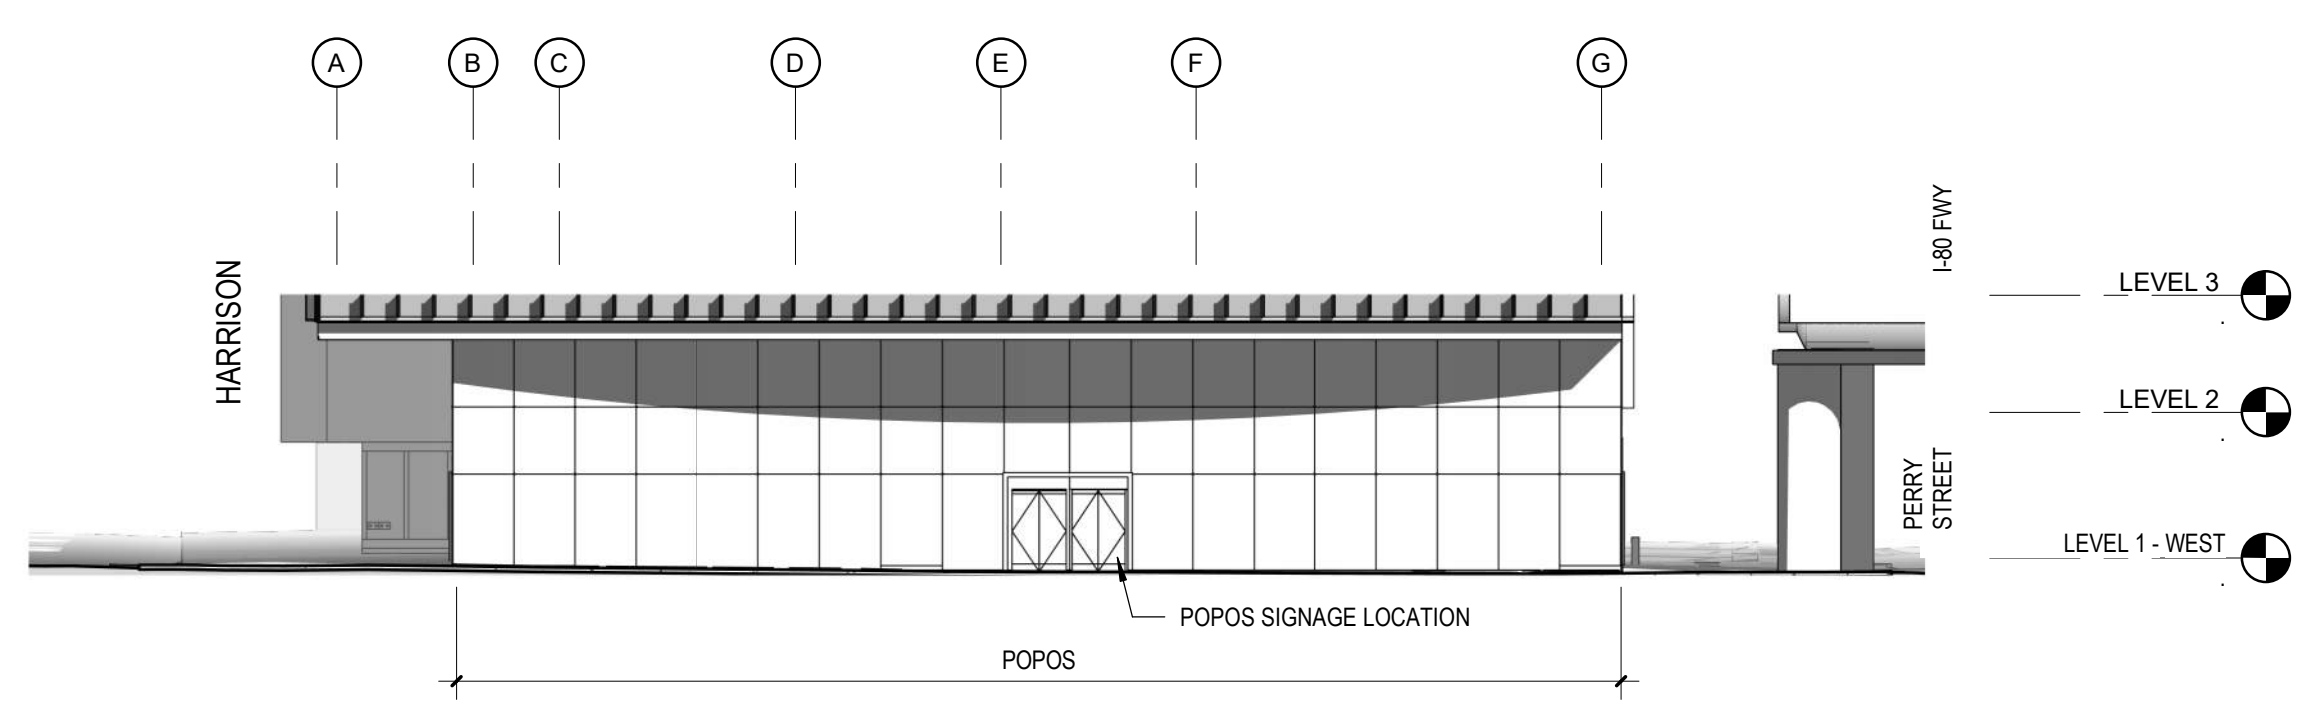 A
B
C
D
E
F
G
HARRISON
I-80 FWY
PERRY
STREET
LEVEL 3
LEVEL 2
LEVEL 1 - WEST
POPOS SIGNAGE LOCATION
POPOS